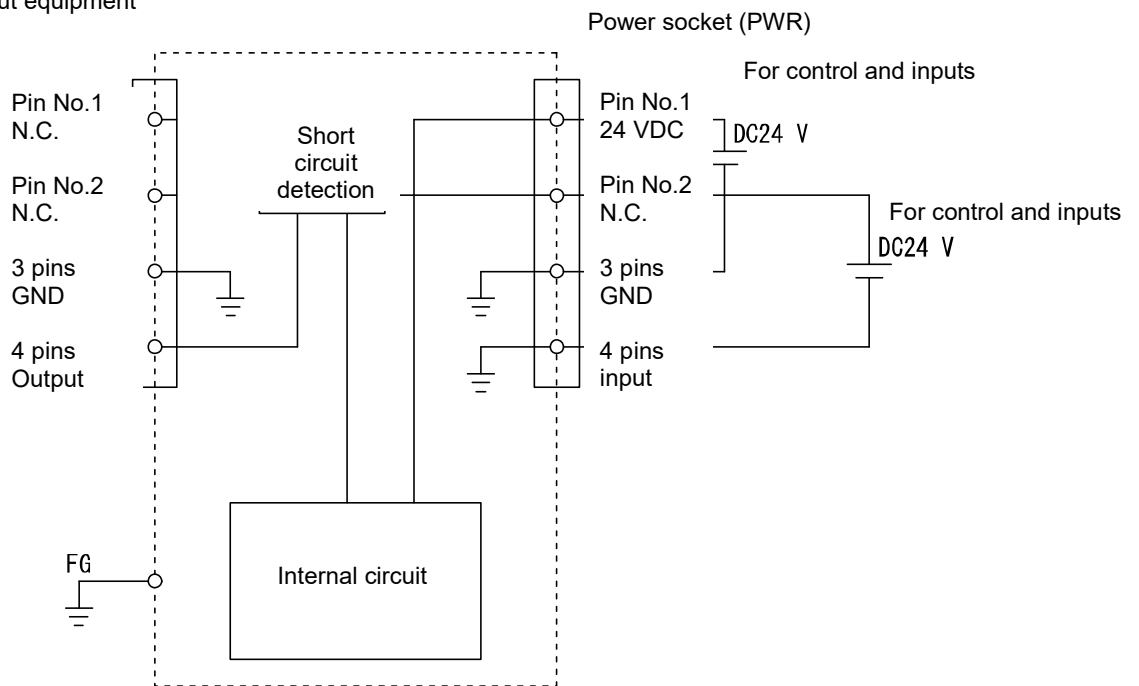 ut equipment
Power socket (PWR)
For control and inputs
Pin No.1
N.C.
Short
circuit
detection
Pin No.1
24 VDC
DC24 V
Pin No.2
N.C.
Pin No.2
N.C.
For control and inputs
DC24 V
3 pins
GND
3 pins
GND
4 pins
Output
4 pins
input
FG
Internal circuit